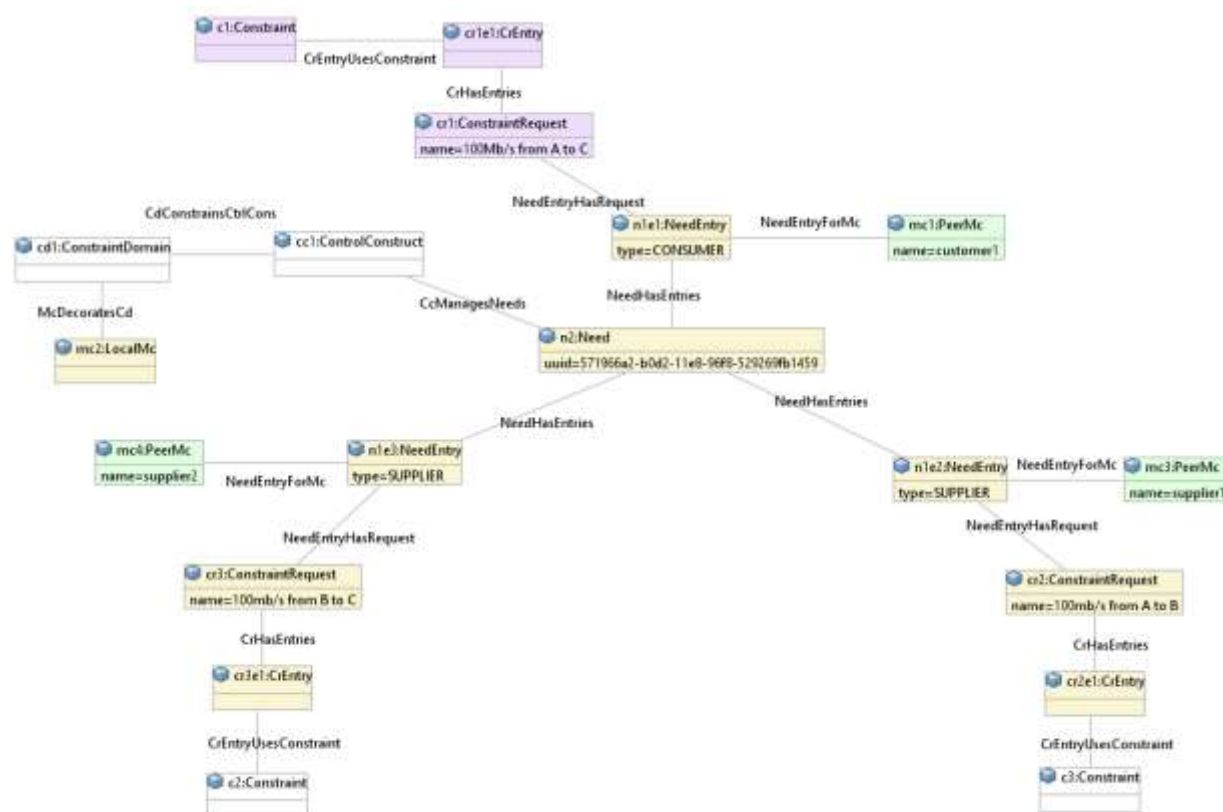 c1:Constraint
cr1e1:CrEntry
CrEntryUsesConstraint
CrHasEntries
cr1:ConstraintRequest
name=100Mb/s from A to C
NeedEntryHasRequest
CdConstrainsCtrlCons
n1e1:NeedEntry
type=CONSUMER
NeedEntryForMc
mc1:PeerMc
name=customer1
cd1:ConstraintDomain
cc1:ControlConstruct
NeedHasEntries
CcManagesNeeds
McDecoratesCd
mc2:LocalMc
n2:Need
uuid=571966a2-b0d2-11e8-96f8-529269fb1459
NeedHasEntries
NeedHasEntries
mc4:PeerMc
name=supplier2
NeedEntryForMc
n1e3:NeedEntry
type=SUPPLIER
n1e2:NeedEntry
type=SUPPLIER
NeedEntryForMc
mc3:PeerMc
name=supplier1
NeedEntryHasRequest
NeedEntryHasRequest
cr3:ConstraintRequest
name=100mb/s from B to C
cr2:ConstraintRequest
name=100mb/s from A to B
CrHasEntries
CrHasEntries
cr3e1:CrEntry
cr2e1:CrEntry
CrEntryUsesConstraint
CrEntryUsesConstraint
c2:Constraint
c3:Constraint